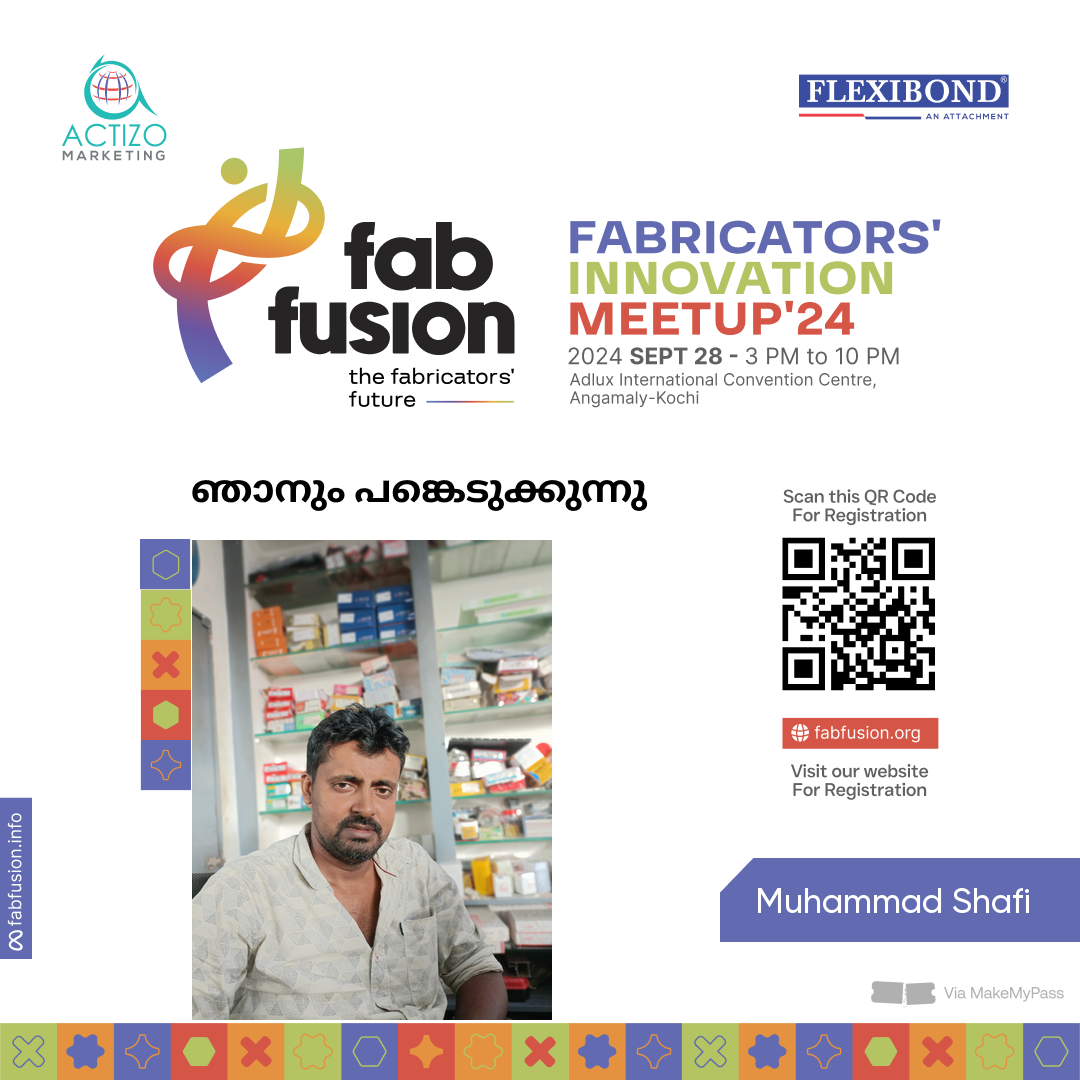 ACTIZO
MARKETING
FLEXIBOND®
AN ATTACHMENT
fab
fusion
the fabricators'
future
FABRICATORS'
INNOVATION
MEETUP'24
2024 SEPT 28 - 3 PM to 10 PM
Adlux International Convention Centre,
Angamaly-Kochi
ഞാനും പങ്കെടുക്കുന്നു
Scan this QR Code
For Registration
fabfusion.org
Visit our website
For Registration
fabfusion.info
Muhammad Shafi
Via MakeMyPass